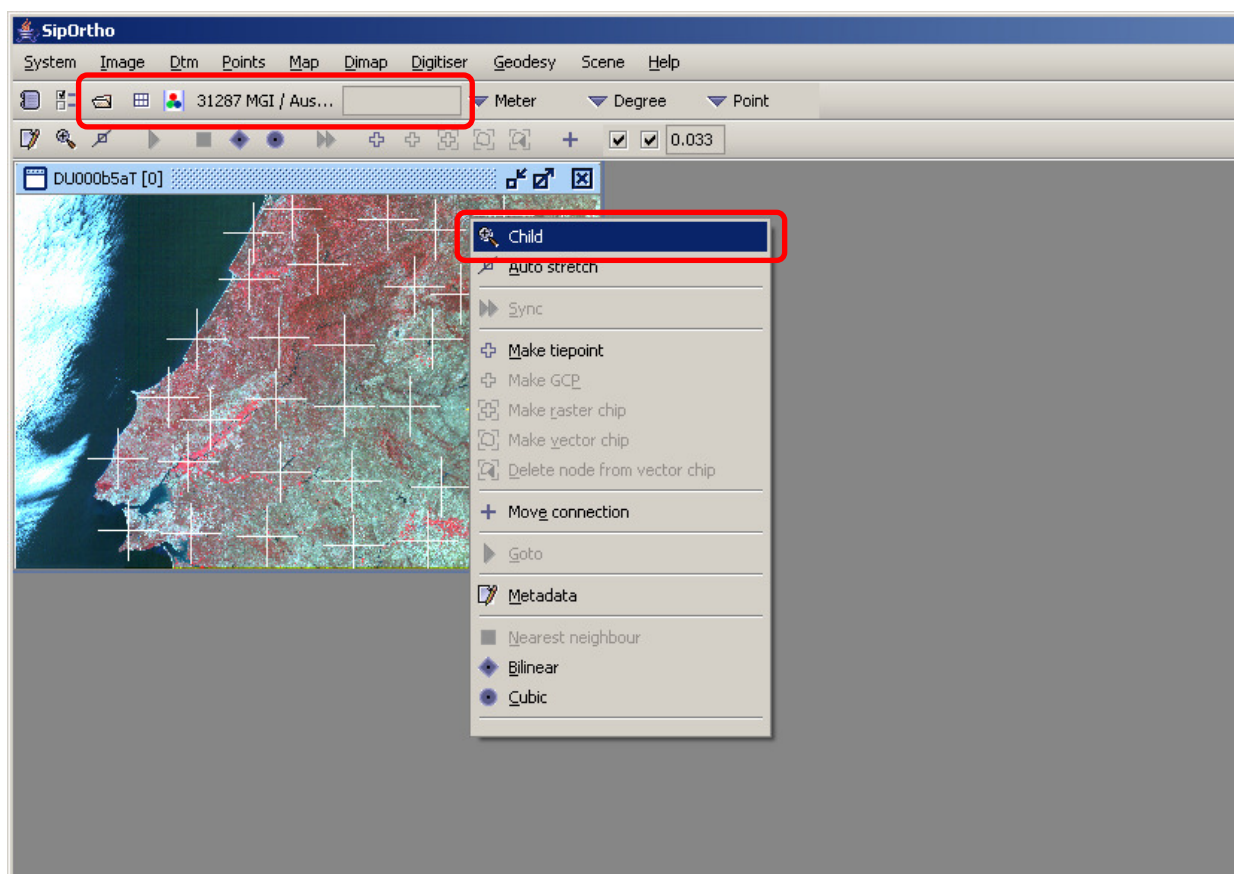 SipOrtho
System Image Dtm Points Map Dimap Digitiser Geodesy Scene Help
31287 MGI / Aus... Meter Degree Point
0.033
DU000b5aT [0]
Child
Auto stretch
Sync
Make tiepoint
Make GCP
Make raster chip
Make vector chip
Delete node from vector chip
Move connection
Goto
Metadata
Nearest neighbour
Bilinear
Cubic